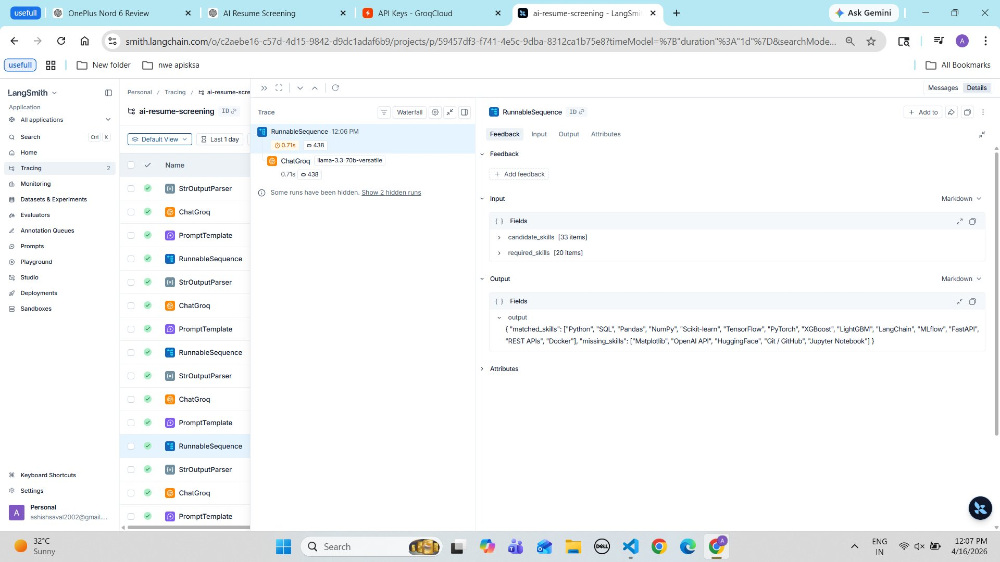 usefull
OnePlus Nord 6 Review
AI Resume Screening
API Keys - GroqCloud
ai-resume-screening - LangSmi
Ask Gemini
smith.langchain.com/o/c2aebe16-c57d-4d15-9842-d9dc1adaf6b9/projects/p/59457df3-f741-4e5c-9dba-8312ca1b75e8?timeModel=%7B"duration"%3A"1d"%7D&searchMode...
A
usefull
New folder
nwe apisksa
All Bookmarks
LangSmith
Application
All applications
Search Ctrl K
Home
Tracing 2
Monitoring
Datasets & Experiments
Evaluators
Annotation Queues
Prompts
Playground
Studio
Deployments
Sandboxes
Keyboard Shortcuts
Settings
A
Personal
ashishsaval2002@gmail....
Personal / Tracing / ai-resume-scre
ai-resume-screening ID
Default View Last 1 day
Name
StrOutputParser
ChatGroq
PromptTemplate
RunnableSequence
StrOutputParser
ChatGroq
PromptTemplate
RunnableSequence
StrOutputParser
ChatGroq
PromptTemplate
RunnableSequence
StrOutputParser
ChatGroq
PromptTemplate
Messages Details
Trace
Waterfall
RunnableSequence 12:06 PM
0.71s 438
ChatGroq llama-3.3-70b-versatile
0.71s 438
Some runs have been hidden. Show 2 hidden runs
RunnableSequence ID
+ Add to
Feedback Input Output Attributes
Feedback
+ Add feedback
Input Markdown
{ } Fields
candidate_skills [33 items]
required_skills [20 items]
Output Markdown
{ } Fields
output
{ "matched_skills": ["Python", "SQL", "Pandas", "NumPy", "Scikit-learn", "TensorFlow", "PyTorch", "XGBoost", "LightGBM", "LangChain", "MLflow", "FastAPI",
"REST APIs", "Docker"], "missing_skills": ["Matplotlib", "OpenAI API", "HuggingFace", "Git / GitHub", "Jupyter Notebook"] }
Attributes
32°C
Sunny
Search
DELL
A
ENG
IN
12:07 PM
4/16/2026